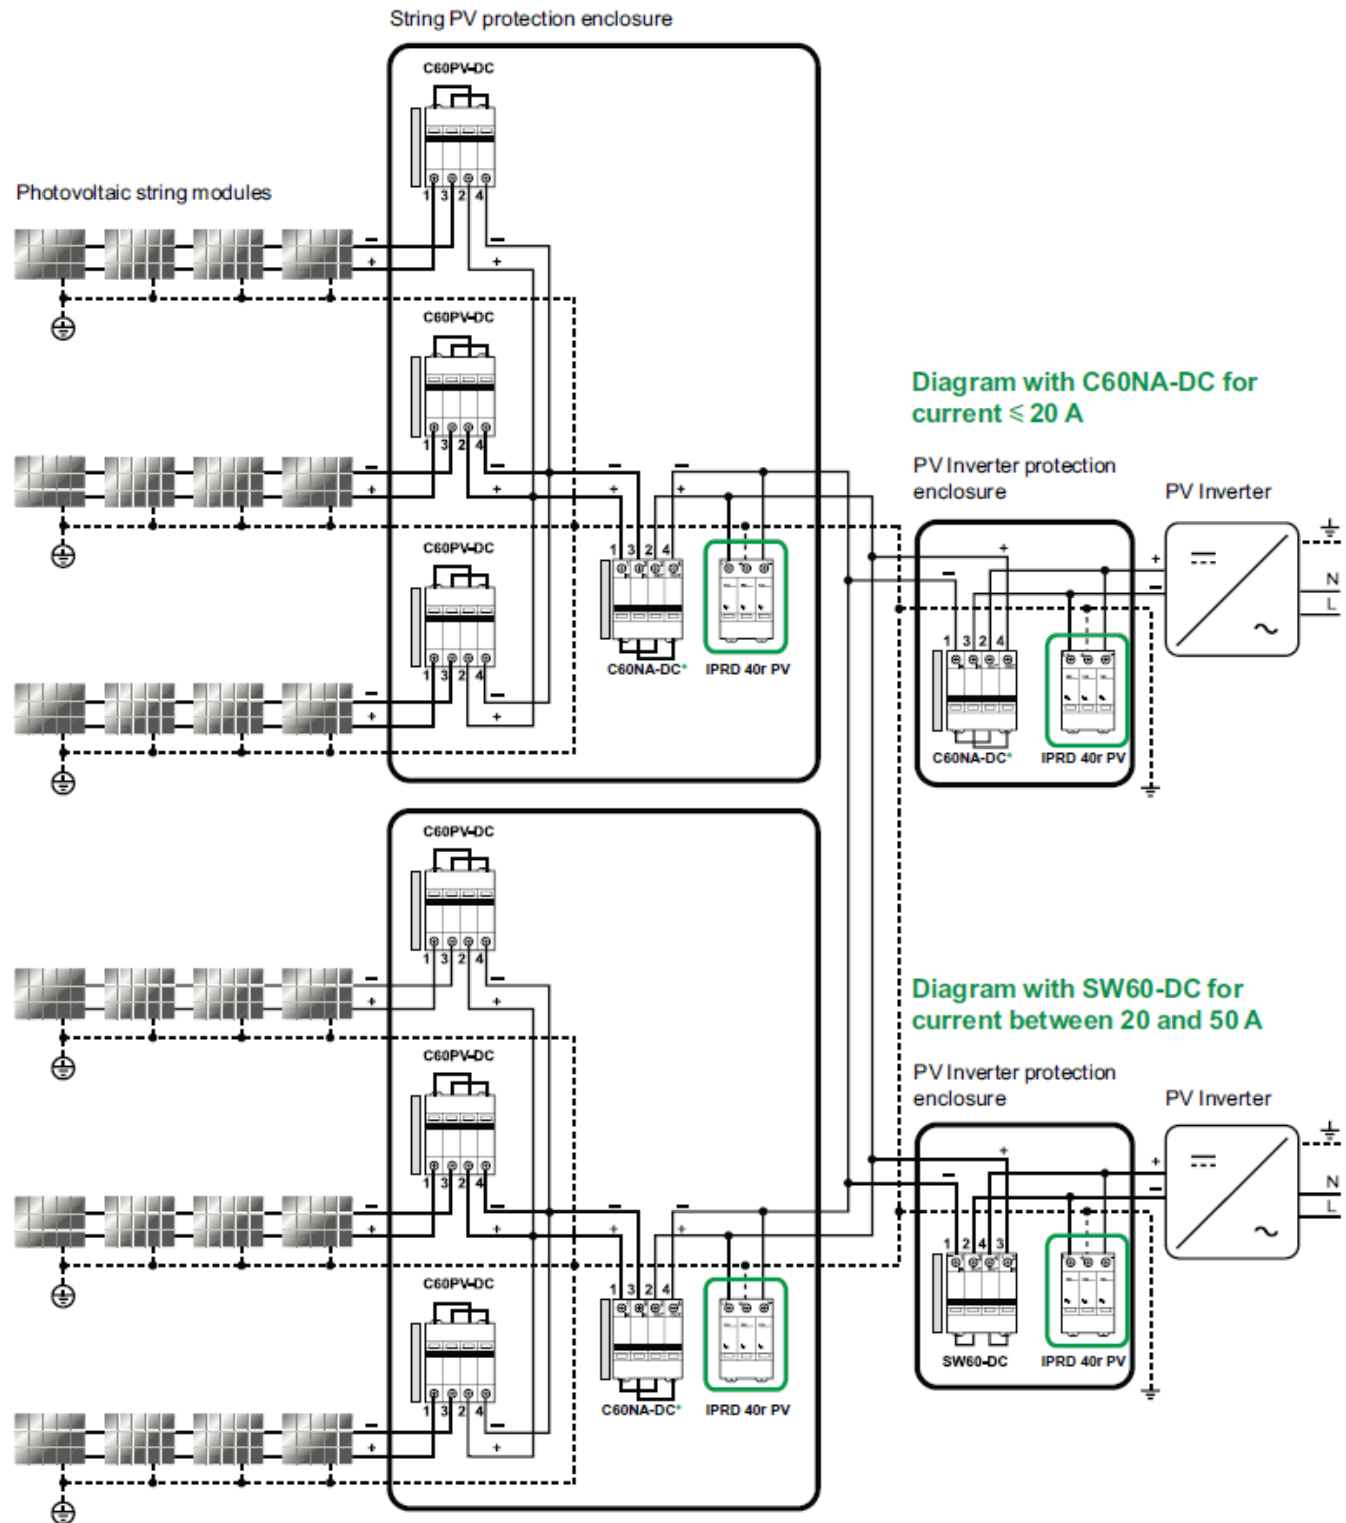 String PV protection enclosure
C60PV-DC
1 3 2 4
Photovoltaic string modules
− −
+ +
C60PV-DC
1 3 2 4
− − −
+ + +
C60PV-DC
1 3 2 4
− −
+ +
1 3 2 4
C60NA-DC*
IPRD 40r PV
Diagram with C60NA-DC for
current ≤ 20 A
PV Inverter protection
enclosure
PV Inverter
+
−
+
−
N
L
1 3 2 4
C60NA-DC*
IPRD 40r PV
C60PV-DC
1 3 2 4
− −
+ +
C60PV-DC
1 3 2 4
− − − −
+ + + +
C60PV-DC
1 3 2 4
− −
+ +
1 3 2 4
C60NA-DC*
IPRD 40r PV
Diagram with SW60-DC for
current between 20 and 50 A
PV Inverter protection
enclosure
PV Inverter
+
−
+
−
N
L
1 2 4 3
SW60-DC
IPRD 40r PV